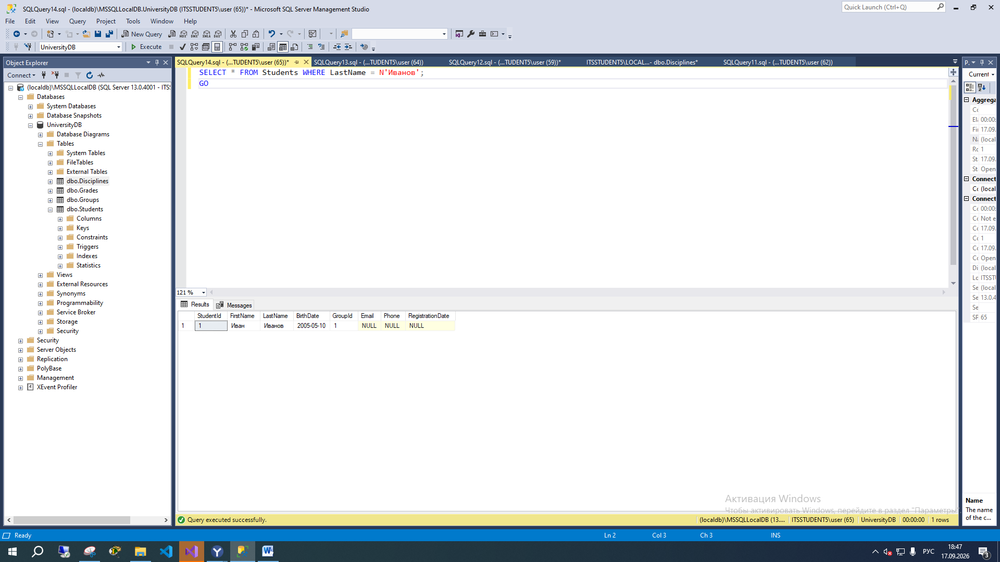 SQLQuery14.sql - (localdb)\MSSQLLocalDB.UniversityDB (ITSSTUDENT5\user (65))* - Microsoft SQL Server Management Studio
Quick Launch (Ctrl+Q)
File Edit View Query Project Tools Window Help
New Query
UniversityDB
Execute
Object Explorer
Connect
(localdb)\MSSQLLocalDB (SQL Server 13.0.4001 - ITS:
Databases
System Databases
Database Snapshots
UniversityDB
Database Diagrams
Tables
System Tables
FileTables
External Tables
dbo.Disciplines
dbo.Grades
dbo.Groups
dbo.Students
Columns
Keys
Constraints
Triggers
Indexes
Statistics
Views
External Resources
Synonyms
Programmability
Service Broker
Storage
Security
Security
Server Objects
Replication
PolyBase
Management
XEvent Profiler
SQLQuery14.sql - (...TUDENT5\user (65))* SQLQuery13.sql - (...TUDENT5\user (64)) SQLQuery12.sql - (...TUDENT5\user (59))* ITSSTUDENT5\LOCAL...- dbo.Disciplines* SQLQuery11.sql - (...TUDENT5\user (62))
SELECT * FROM Students WHERE LastName = N'Иванов';
GO
121 %
Results Messages
StudentId FirstName LastName BirthDate GroupId Email Phone RegistrationDate
1 1 Иван Иванов 2005-05-10 1 NULL NULL NULL
Активация Windows
Чтобы активировать Windows, перейдите в раздел "Параметры".
Query executed successfully.
(localdb)\MSSQLLocalDB (13.... ITSSTUDENT5\user (65) UniversityDB 00:00:00 1 rows
P..
Current
Aggrega
Cc
Ela 00:00:
Fin 17.09.
Na (local
Rc 1
St 17.09.
St Open
Connect
Cc (local
Connect
Cc 00:00:
Cc Not e
Cc 17.09.
Cc 1
Cc 17.09.
Cc Open
Di (local
Lc ITSSTU
Se (local
Se 13.0.4
Se
SP 65
Name
The name
of the c...
Ready
Ln 2 Col 3 Ch 3 INS
РУС
18:47
17.09.2026
3